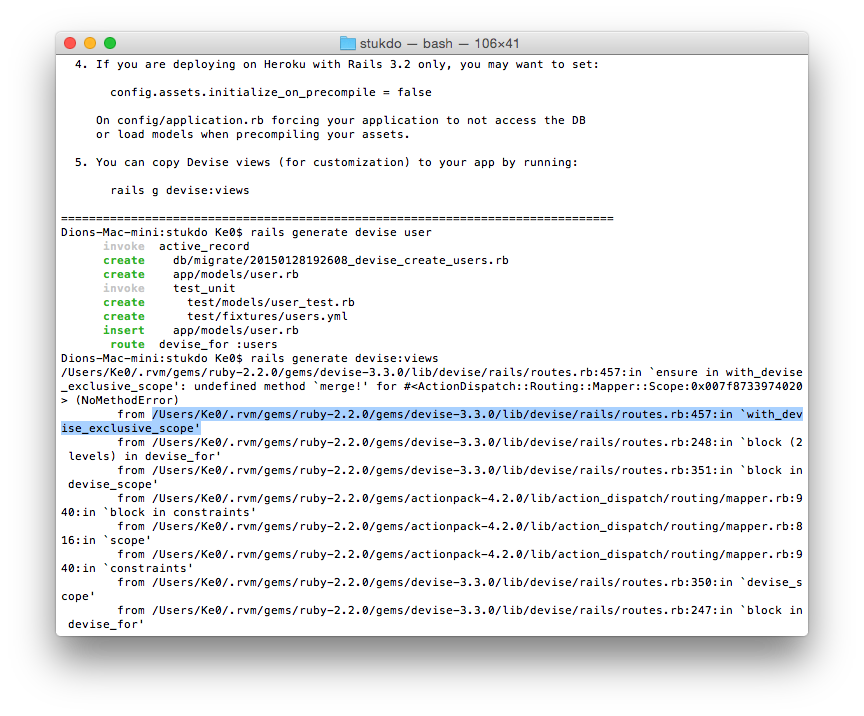 stukdo — bash — 106×41
4. If you are deploying on Heroku with Rails 3.2 only, you may want to set:
config.assets.initialize_on_precompile = false
On config/application.rb forcing your application to not access the DB
or load models when precompiling your assets.
5. You can copy Devise views (for customization) to your app by running:
rails g devise:views
===============================================================================
Dions-Mac-mini:stukdo Ke0$ rails generate devise user
invoke  active_record
create    db/migrate/20150128192608_devise_create_users.rb
create    app/models/user.rb
invoke    test_unit
create      test/models/user_test.rb
create      test/fixtures/users.yml
insert    app/models/user.rb
route  devise_for :users
Dions-Mac-mini:stukdo Ke0$ rails generate devise:views
/Users/Ke0/.rvm/gems/ruby-2.2.0/gems/devise-3.3.0/lib/devise/rails/routes.rb:457:in `ensure in with_devise
_exclusive_scope': undefined method `merge!' for #<ActionDispatch::Routing::Mapper::Scope:0x007f8733974020
> (NoMethodError)
from /Users/Ke0/.rvm/gems/ruby-2.2.0/gems/devise-3.3.0/lib/devise/rails/routes.rb:457:in `with_dev
ise_exclusive_scope'
from /Users/Ke0/.rvm/gems/ruby-2.2.0/gems/devise-3.3.0/lib/devise/rails/routes.rb:248:in `block (2
levels) in devise_for'
from /Users/Ke0/.rvm/gems/ruby-2.2.0/gems/devise-3.3.0/lib/devise/rails/routes.rb:351:in `block in
devise_scope'
from /Users/Ke0/.rvm/gems/ruby-2.2.0/gems/actionpack-4.2.0/lib/action_dispatch/routing/mapper.rb:9
40:in `block in constraints'
from /Users/Ke0/.rvm/gems/ruby-2.2.0/gems/actionpack-4.2.0/lib/action_dispatch/routing/mapper.rb:8
16:in `scope'
from /Users/Ke0/.rvm/gems/ruby-2.2.0/gems/actionpack-4.2.0/lib/action_dispatch/routing/mapper.rb:9
40:in `constraints'
from /Users/Ke0/.rvm/gems/ruby-2.2.0/gems/devise-3.3.0/lib/devise/rails/routes.rb:350:in `devise_s
cope'
from /Users/Ke0/.rvm/gems/ruby-2.2.0/gems/devise-3.3.0/lib/devise/rails/routes.rb:247:in `block in
devise_for'